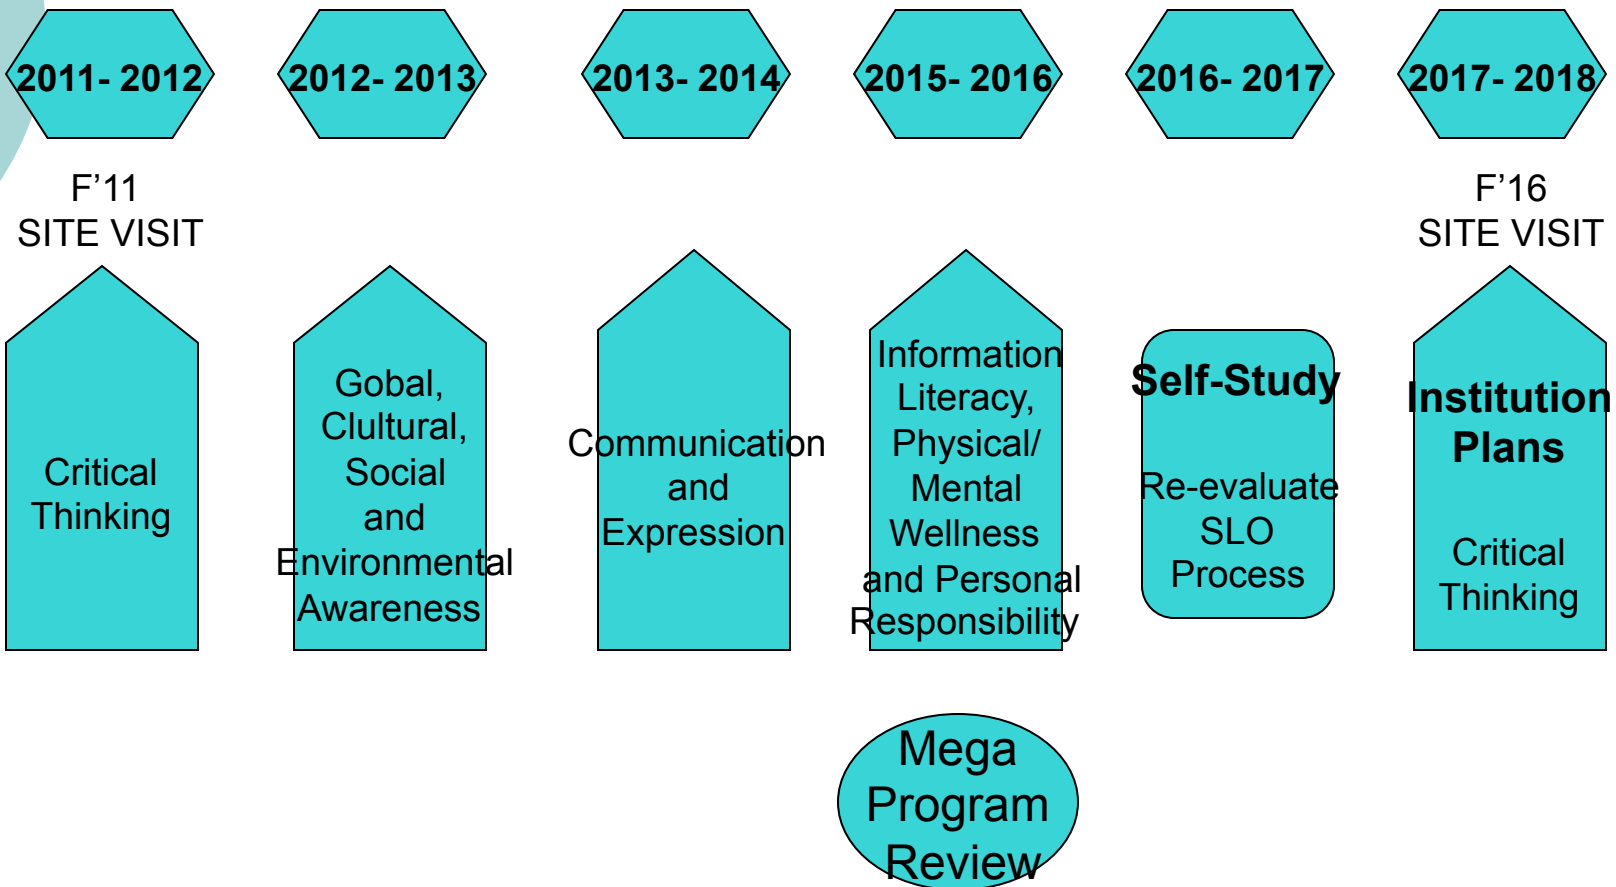 2011- 2012
2012- 2013
2013- 2014
2015- 2016
2016- 2017
2017- 2018
F’11
SITE VISIT
F’16
SITE VISIT
Critical
Thinking
Gobal,
Clultural,
Social
and
Environmental
Awareness
Communication
and
Expression
Information
Literacy,
Physical/
Mental
Wellness
and Personal
Responsibility
Self-Study
Re-evaluate
SLO
Process
Institution
Plans
Critical
Thinking
Mega
Program
Review